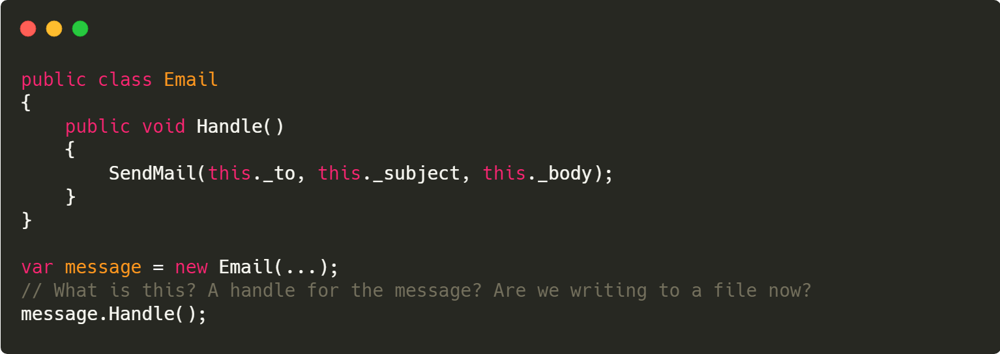 public class Email
{
    public void Handle()
    {
        SendMail(this._to, this._subject, this._body);
    }
}
var message = new Email(...);
// What is this? A handle for the message? Are we writing to a file now?
message.Handle();